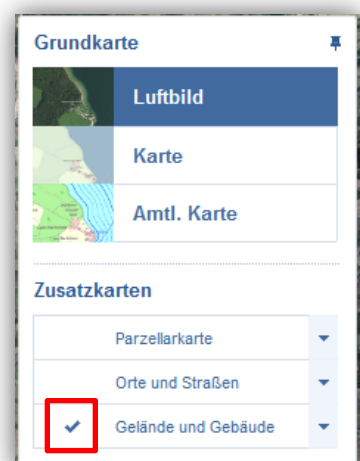 Grundkarte
Luftbild
Karte
Amtl. Karte
Zusatzkarten
Parzellarkarte
Orte und Straßen
Gelände und Gebäude